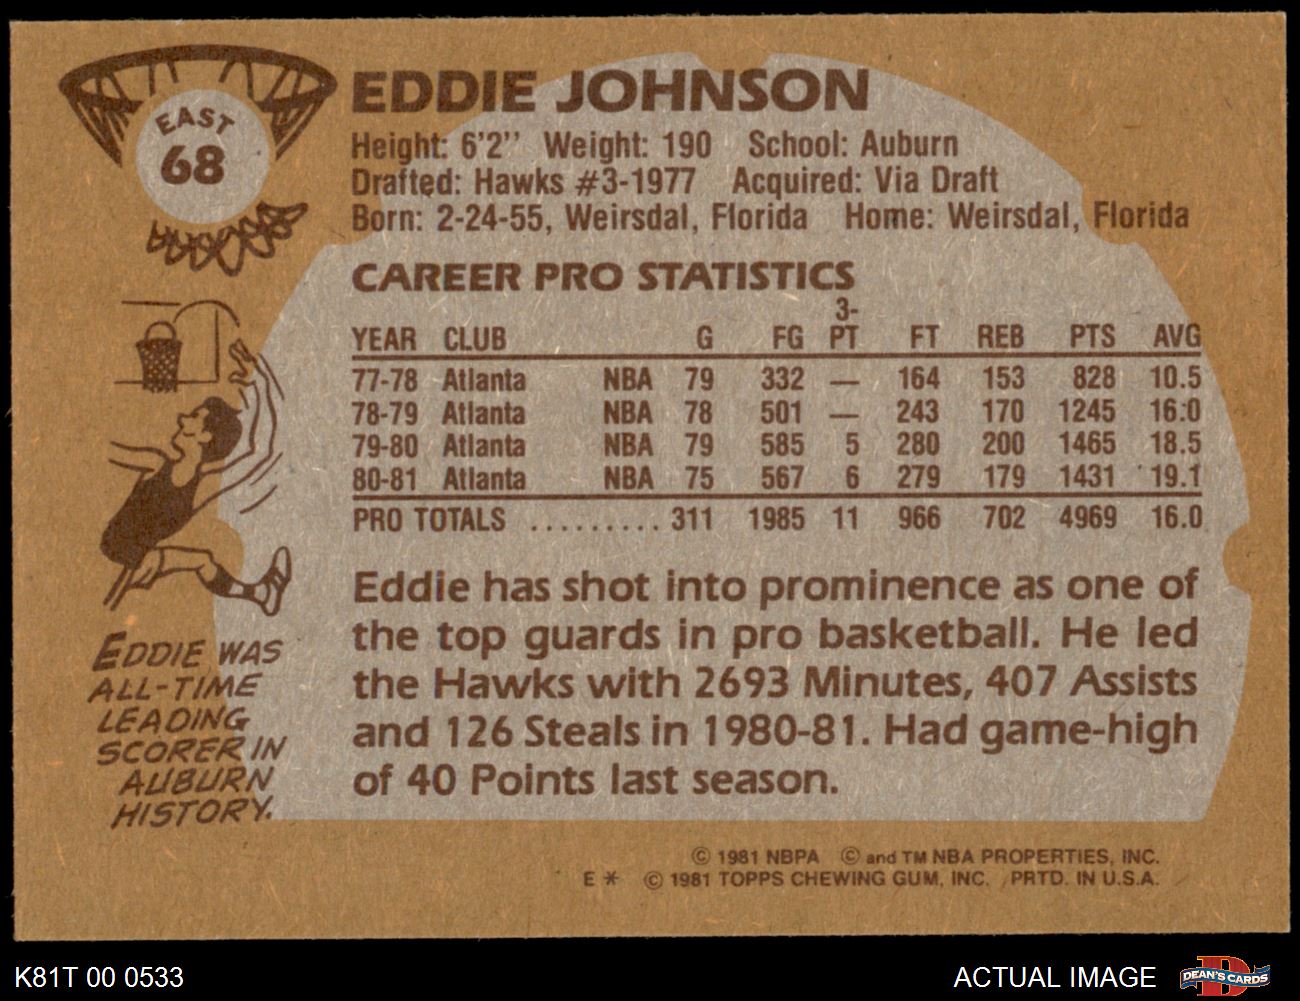 EAST
68
EDDIE JOHNSON
Height: 6'2'' Weight: 190 School: Auburn
Drafted: Hawks #3-1977 Acquired: Via Draft
Born: 2-24-55, Weirsdal, Florida Home: Weirsdal, Florida
CAREER PRO STATISTICS
YEAR CLUB G FG 3-PT FT REB PTS AVG
77-78 Atlanta NBA 79 332 — 164 153 828 10.5
78-79 Atlanta NBA 78 501 — 243 170 1245 16.0
79-80 Atlanta NBA 79 585 5 280 200 1465 18.5
80-81 Atlanta NBA 75 567 6 279 179 1431 19.1
PRO TOTALS ......... 311 1985 11 966 702 4969 16.0
Eddie has shot into prominence as one of
the top guards in pro basketball. He led
the Hawks with 2693 Minutes, 407 Assists
and 126 Steals in 1980-81. Had game-high
of 40 Points last season.
EDDIE WAS
ALL-TIME
LEADING
SCORER IN
AUBURN
HISTORY.
© 1981 NBPA © and TM NBA PROPERTIES, INC.
E * © 1981 TOPPS CHEWING GUM, INC. PRTD. IN U.S.A.
K81T 00 0533
ACTUAL IMAGE
D
DEAN'S CARDS